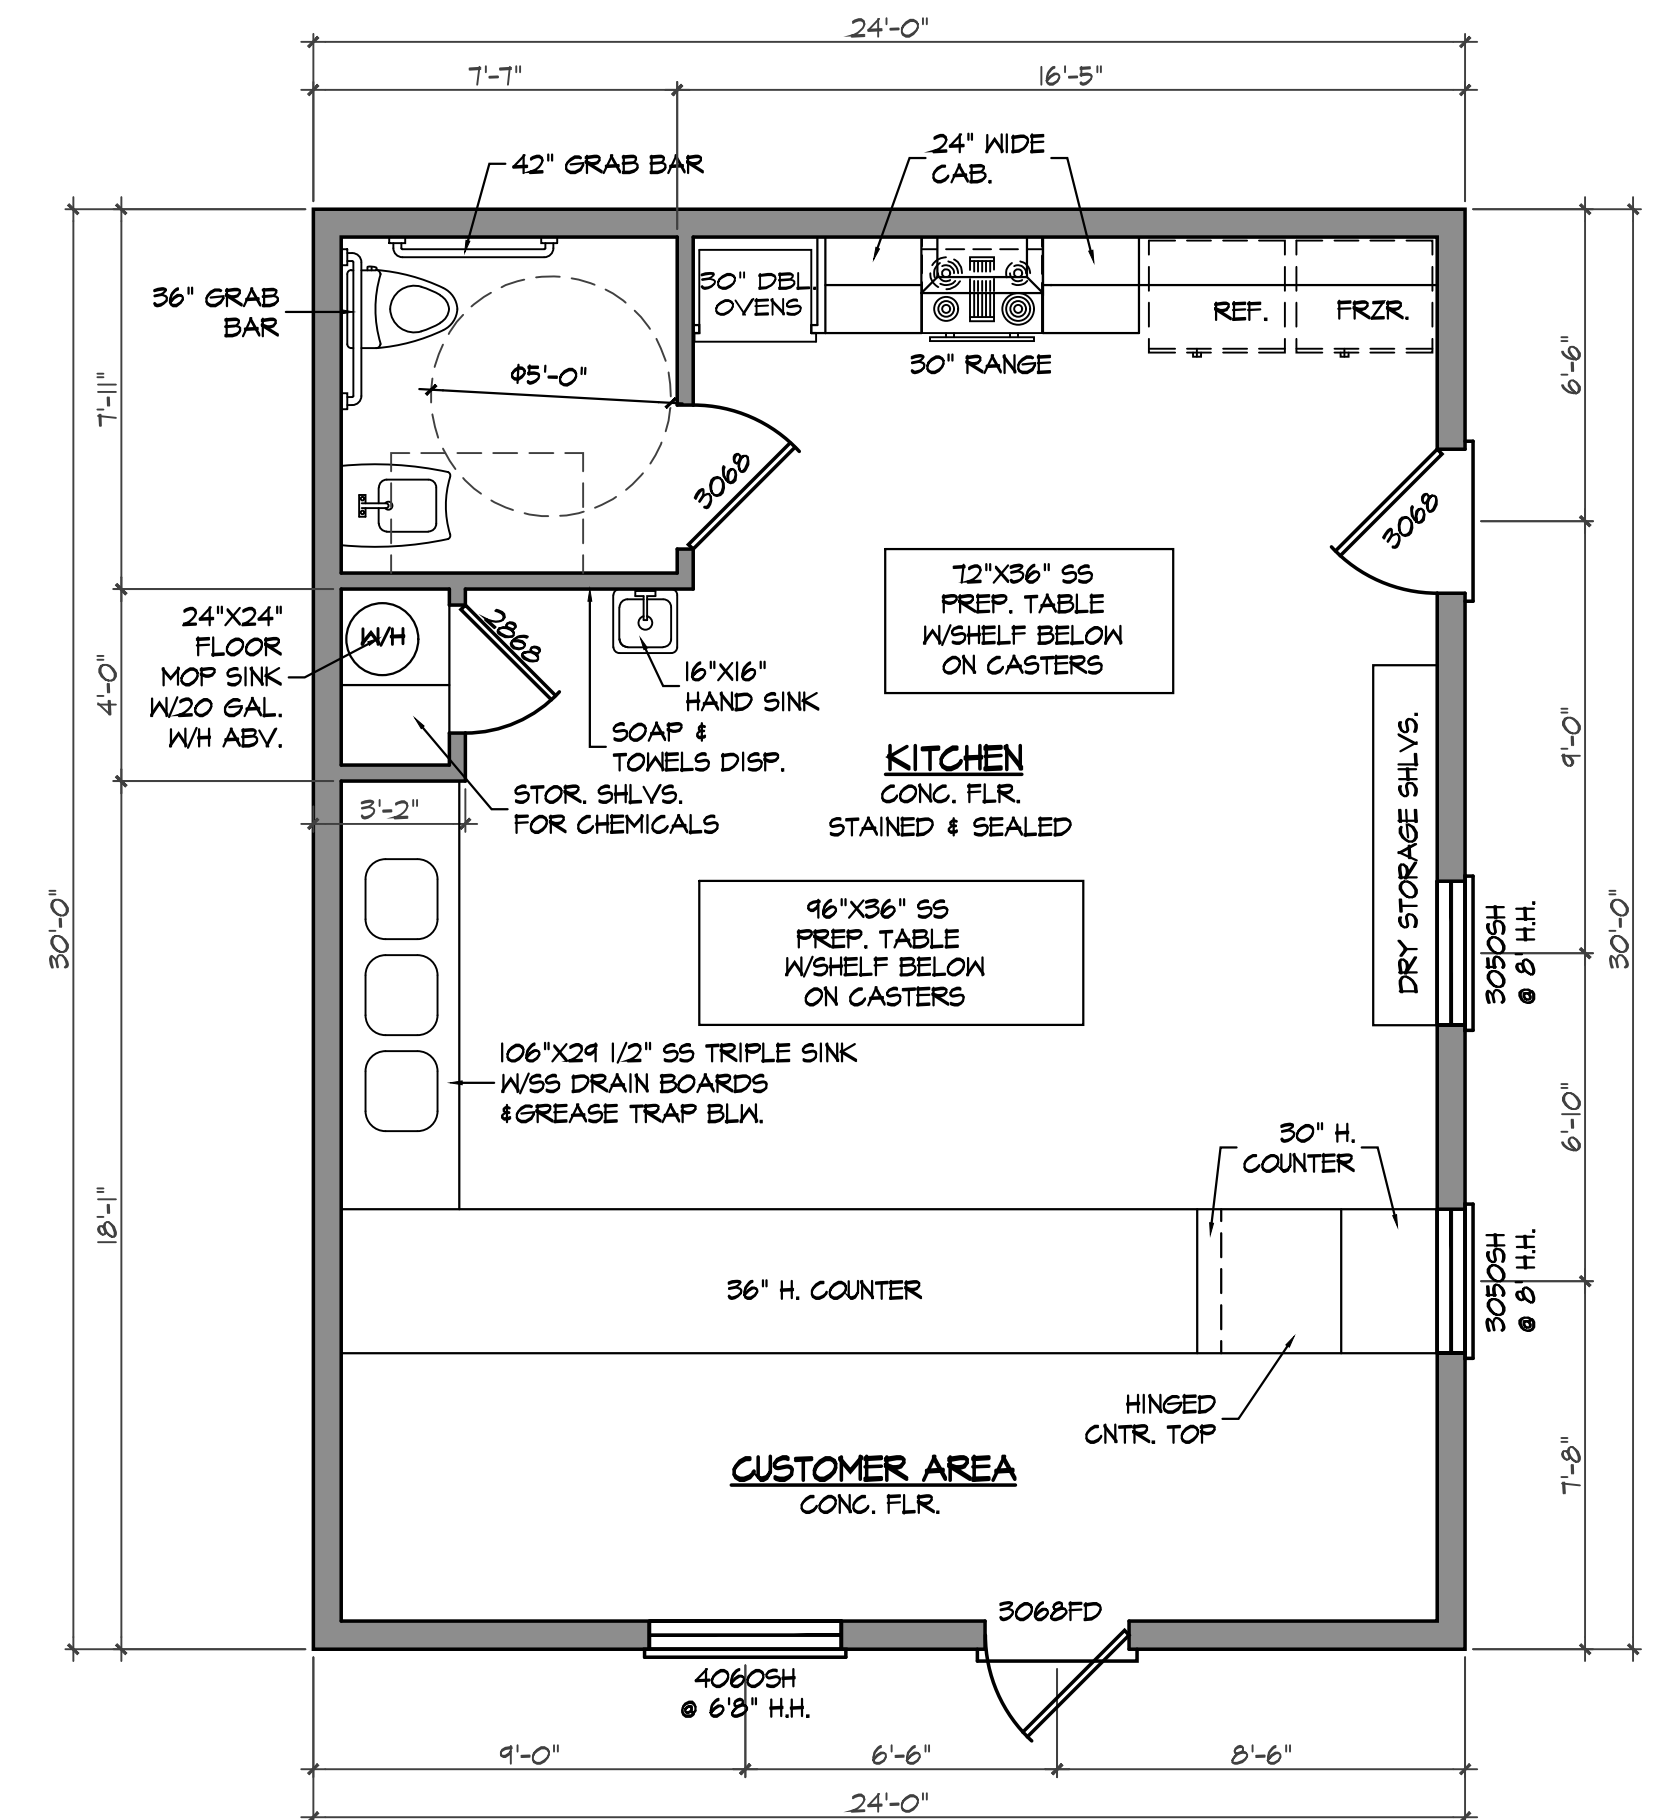 24'-0"
7'-7"
16'-5"
42" GRAB BAR
24" WIDE
CAB.
36" GRAB
BAR
30" DBL.
OVENS
REF.
FRZR.
30" RANGE
Φ5'-0"
7'-11"
6'-6"
3068
3068
72"X36" SS
PREP. TABLE
W/SHELF BELOW
ON CASTERS
24"X24"
FLOOR
MOP SINK
W/20 GAL.
W/H ABV.
W/H
2868
4'-0"
16"X16"
HAND SINK
SOAP &
TOWELS DISP.
STOR. SHLVS.
FOR CHEMICALS
3'-2"
KITCHEN
CONC. FLR.
STAINED & SEALED
DRY STORAGE SHLVS.
9'-0"
30'-0"
30'-0"
96"X36" SS
PREP. TABLE
W/SHELF BELOW
ON CASTERS
3050SH
@ 8' H.H.
106"X29 1/2" SS TRIPLE SINK
W/SS DRAIN BOARDS
&GREASE TRAP BLW.
6'-10"
30" H.
COUNTER
18'-1"
36" H. COUNTER
3050SH
@ 8' H.H.
HINGED
CNTR. TOP
7'-8"
CUSTOMER AREA
CONC. FLR.
3068FD
4060SH
@ 6'8" H.H.
9'-0"
6'-6"
8'-6"
24'-0"